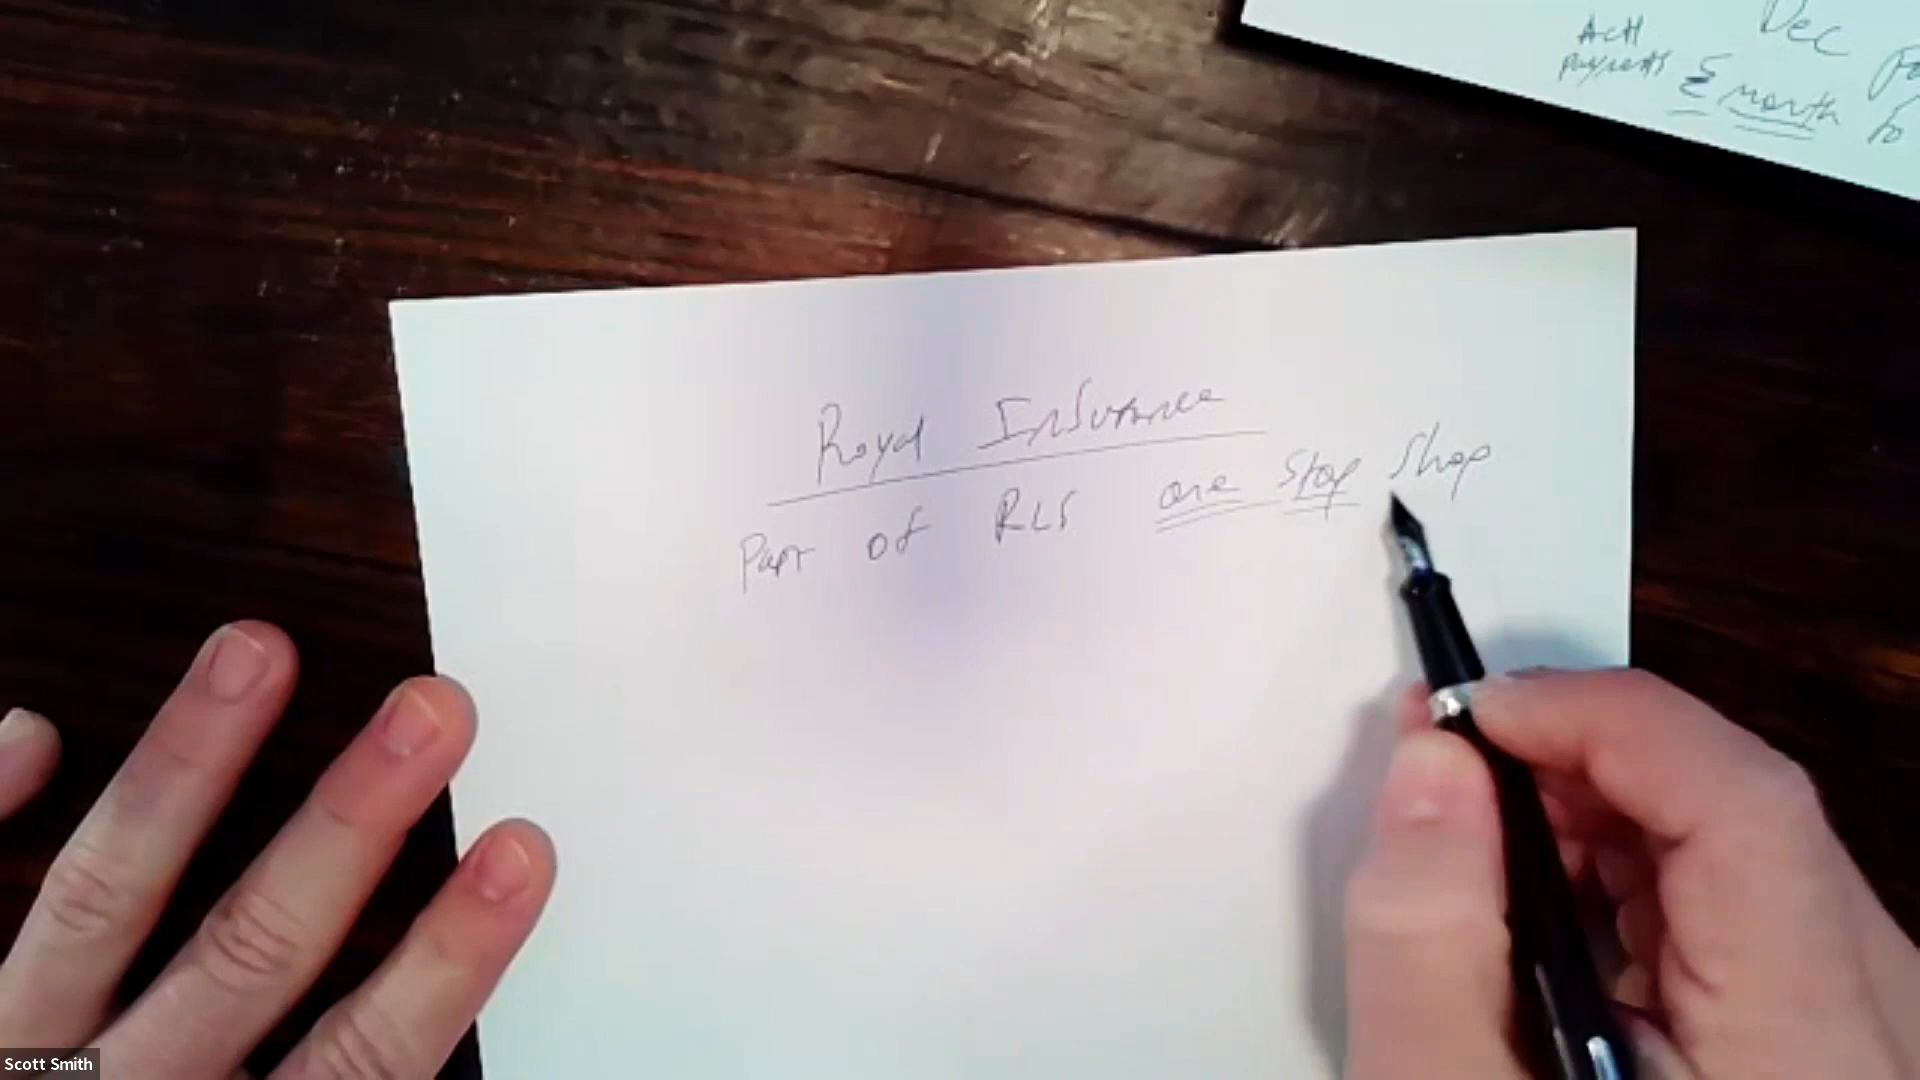 ACH Dec
payments & month
Royal Insurance
Part of RLS one stop shop
Scott Smith